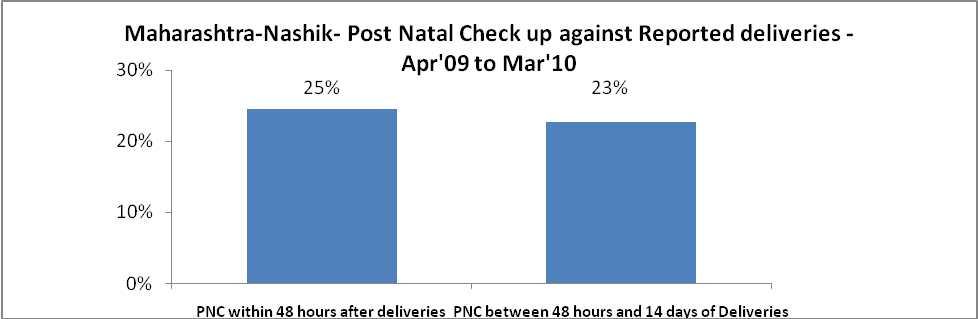 Maharashtra-Nashik- Post Natal Check up against Reported deliveries -
Apr'09 to Mar'10
30%
25%
23%
20%
10%
0%
PNC within 48 hours after deliveries PNC between 48 hours and 14 days of Deliveries